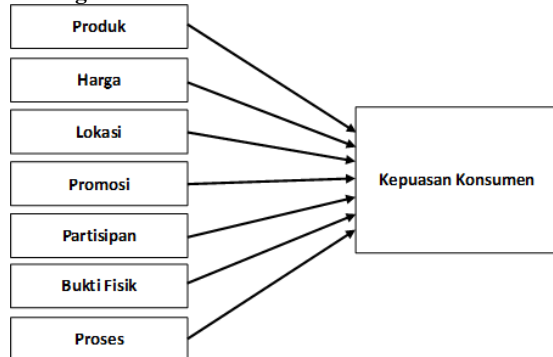 Produk
Harga
Lokasi
Promosi
Partisipan
Bukti Fisik
Proses
Kepuasan Konsumen